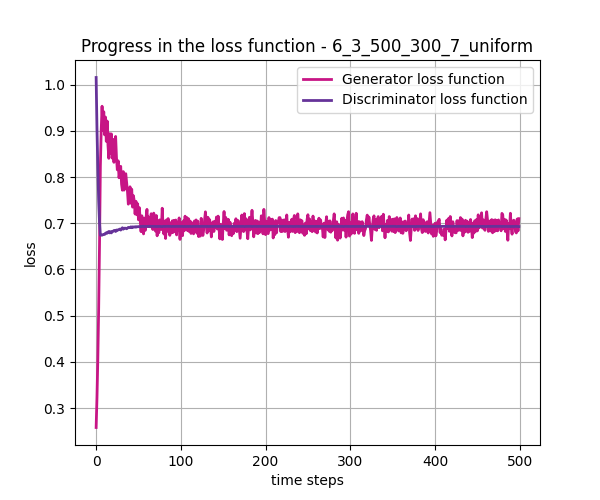 Progress in the loss function - 6_3_500_300_7_uniform
Generator loss function
Discriminator loss function
1.0
0.9
0.8
0.7
0.6
0.5
0.4
0.3
loss
0 100 200 300 400 500
time steps